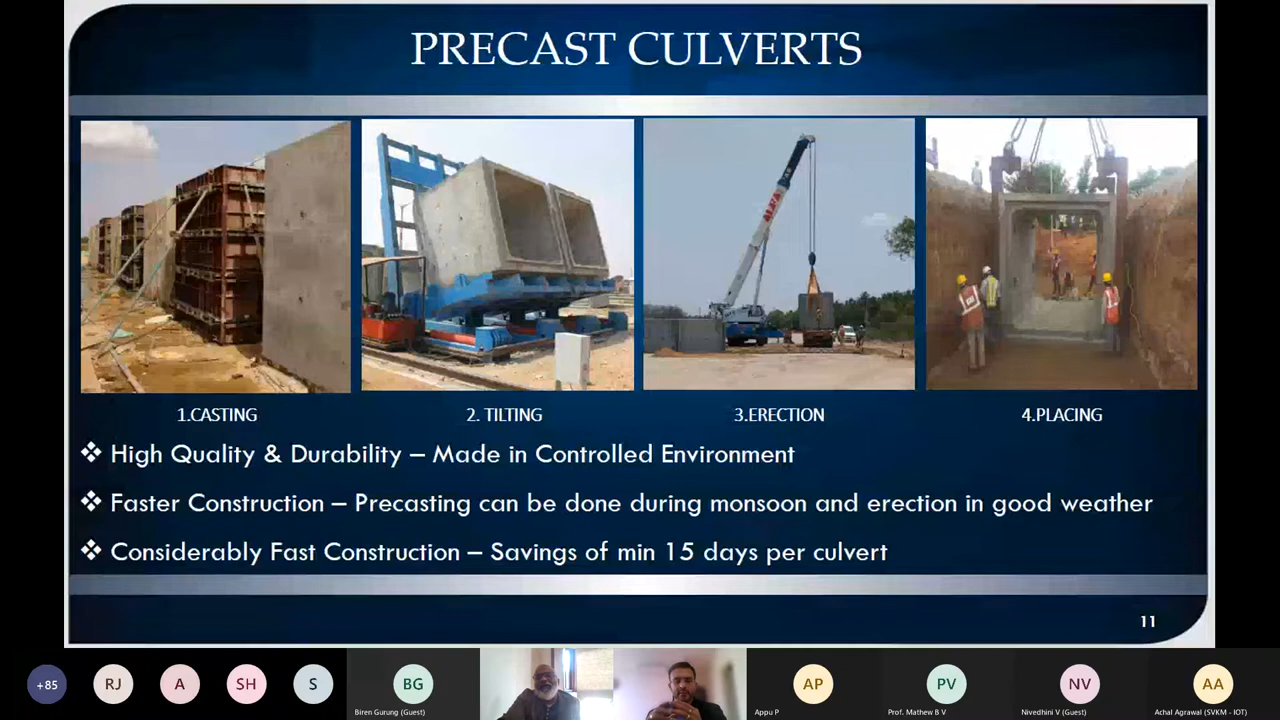 PRECAST CULVERTS
1.CASTING
2. TILTING
3.ERECTION
4.PLACING
❖ High Quality & Durability – Made in Controlled Environment
❖ Faster Construction – Precasting can be done during monsoon and erection in good weather
❖ Considerably Fast Construction – Savings of min 15 days per culvert
11
+85
RJ
A
SH
S
BG
AP
PV
NV
AA
Biren Gurung (Guest)
Appu P
Prof. Mathew B V
Nivedhini V (Guest)
Achal Agrawal (SVKM - IOT)